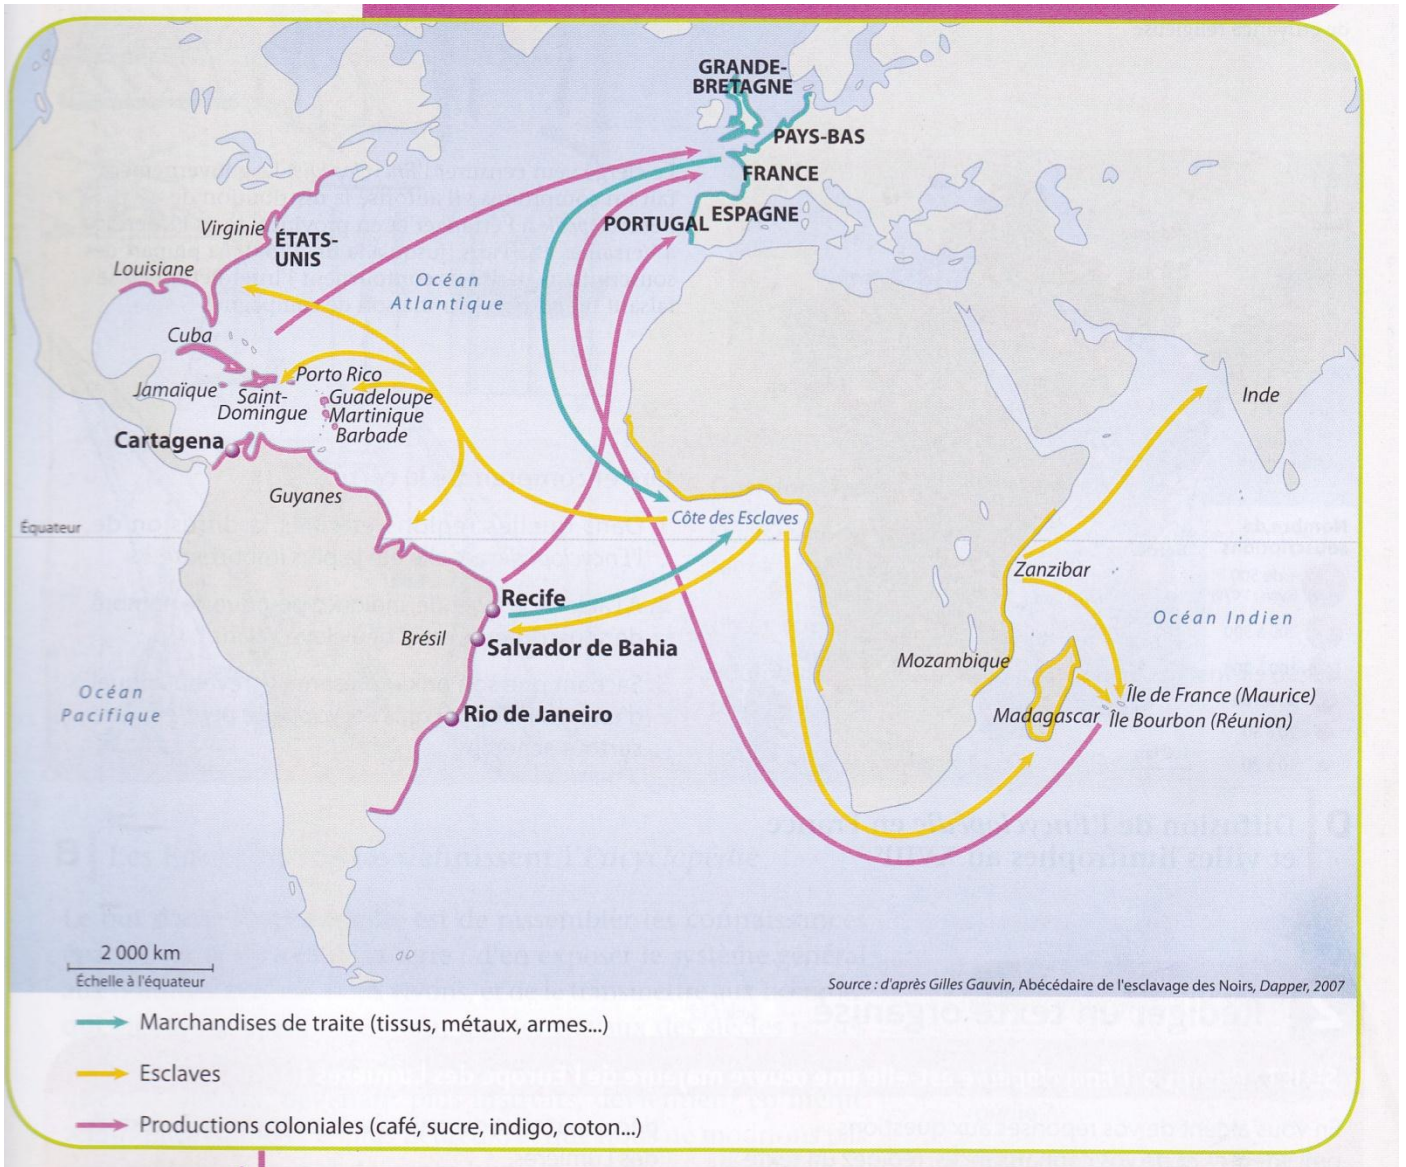 GRANDE-
BRETAGNE
PAYS-BAS
FRANCE
ESPAGNE
PORTUGAL
Virginie
ÉTATS-
UNIS
Louisiane
Océan
Atlantique
Cuba
Porto Rico
Jamaïque
Saint-
Domingue
Guadeloupe
Martinique
Barbade
Inde
Cartagena
Guyanes
Équateur
Côte des Esclaves
Zanzibar
Recife
Océan Indien
Brésil
Salvador de Bahia
Mozambique
Océan
Pacifique
Île de France (Maurice)
Madagascar
Île Bourbon (Réunion)
Rio de Janeiro
2 000 km
Échelle à l'équateur
Source : d'après Gilles Gauvin, Abécédaire de l'esclavage des Noirs, Dapper, 2007
Marchandises de traite (tissus, métaux, armes...)
Esclaves
Productions coloniales (café, sucre, indigo, coton...)